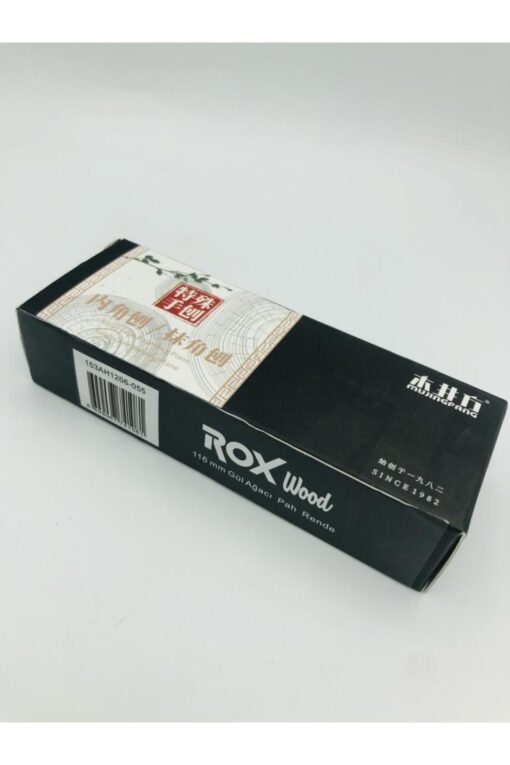 特殊
手刨
内角刨/抹角刨
木井方®
MUJINGFANG
始创于一九八二
SINCE 1982
153AH1206-055
ROX Wood
116 mm Gül Ağacı Pah Rende